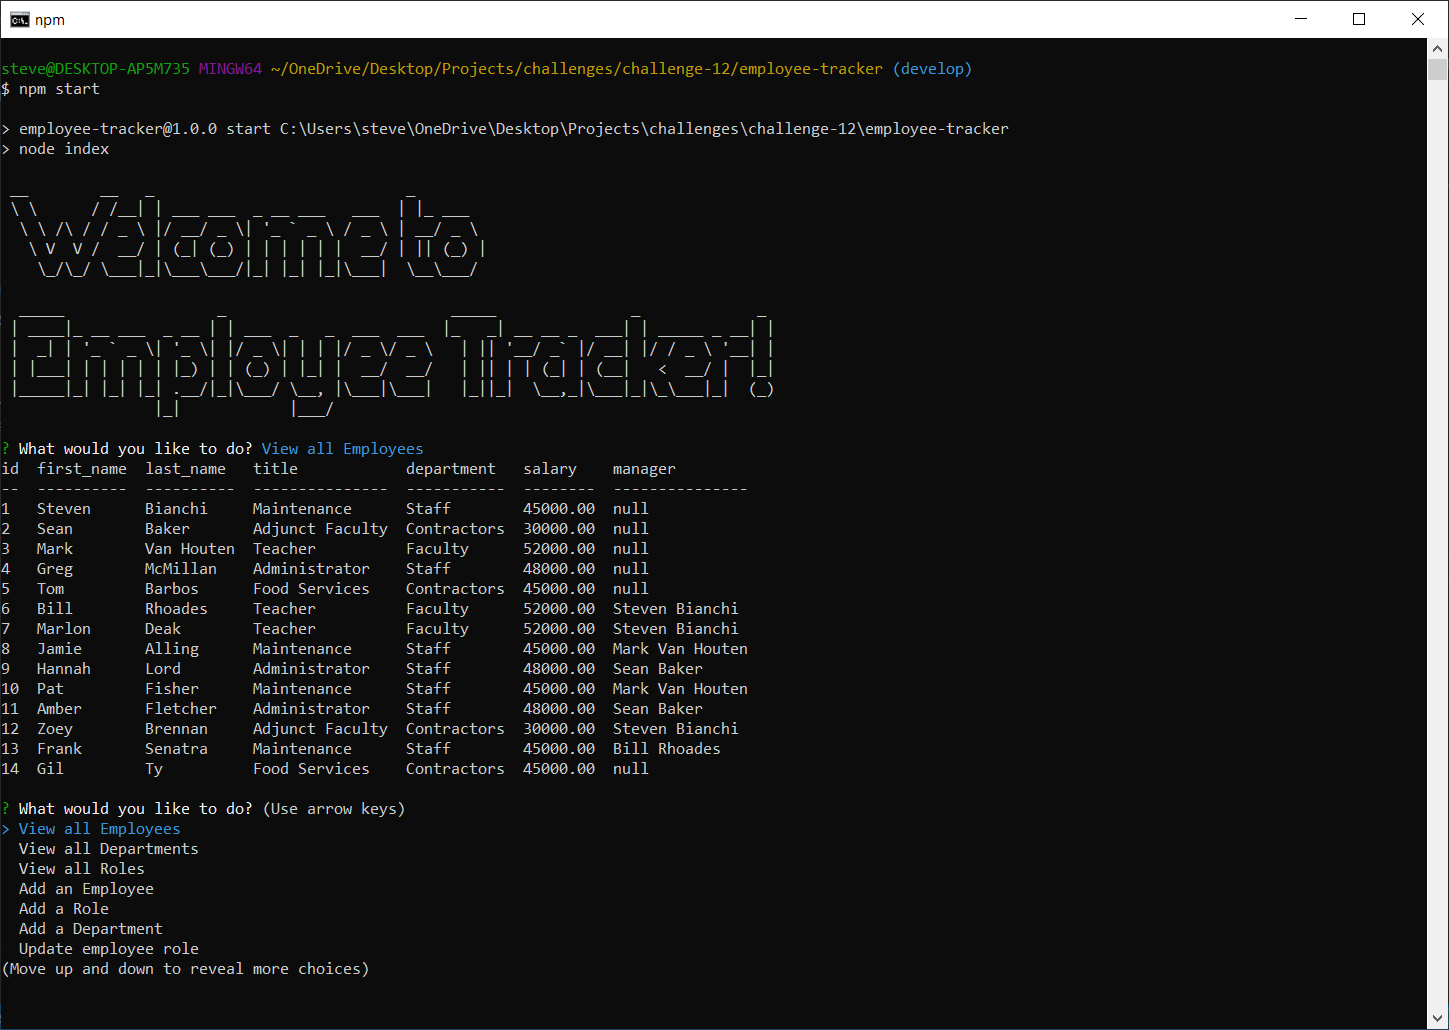 npm
steve@DESKTOP-AP5M735 MINGW64 ~/OneDrive/Desktop/Projects/challenges/challenge-12/employee-tracker (develop)
$ npm start
> employee-tracker@1.0.0 start C:\Users\steve\OneDrive\Desktop\Projects\challenges\challenge-12\employee-tracker
> node index
Welcome to
Employee Tracker!
? What would you like to do? View all Employees
id  first_name  last_name   title            department   salary    manager
--  ----------  ----------  ---------------  -----------  --------  ---------------
1   Steven      Bianchi     Maintenance      Staff        45000.00  null
2   Sean        Baker       Adjunct Faculty  Contractors  30000.00  null
3   Mark        Van Houten  Teacher          Faculty      52000.00  null
4   Greg        McMillan    Administrator    Staff        48000.00  null
5   Tom         Barbos      Food Services    Contractors  45000.00  null
6   Bill        Rhoades     Teacher          Faculty      52000.00  Steven Bianchi
7   Marlon      Deak        Teacher          Faculty      52000.00  Steven Bianchi
8   Jamie       Alling      Maintenance      Staff        45000.00  Mark Van Houten
9   Hannah      Lord        Administrator    Staff        48000.00  Sean Baker
10  Pat         Fisher      Maintenance      Staff        45000.00  Mark Van Houten
11  Amber       Fletcher    Administrator    Staff        48000.00  Sean Baker
12  Zoey        Brennan     Adjunct Faculty  Contractors  30000.00  Steven Bianchi
13  Frank       Senatra     Maintenance      Staff        45000.00  Bill Rhoades
14  Gil         Ty          Food Services    Contractors  45000.00  null
? What would you like to do? (Use arrow keys)
> View all Employees
  View all Departments
  View all Roles
  Add an Employee
  Add a Role
  Add a Department
  Update employee role
(Move up and down to reveal more choices)